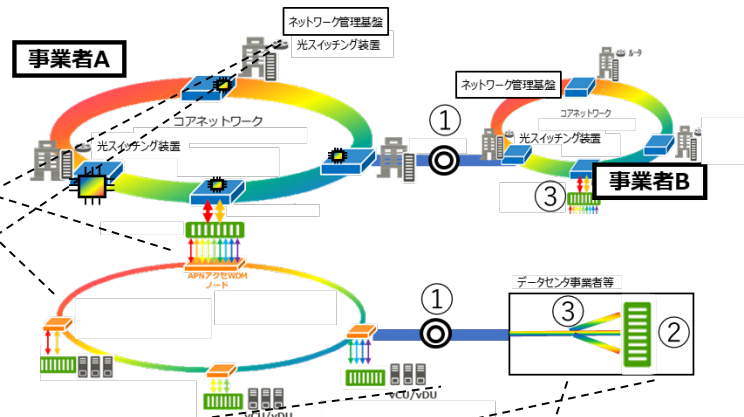 ネットワーク管理基盤
事業者A
光スイッチング装置
ルータ
ネットワーク管理基盤
コアネットワーク
①
コアネットワーク
光スイッチング装置
光スイッチング装置
③
事業者B
APNアクセWDM
ノード
データセンタ事業者等
①
③
②
vCU/vDU
vCU/vDU